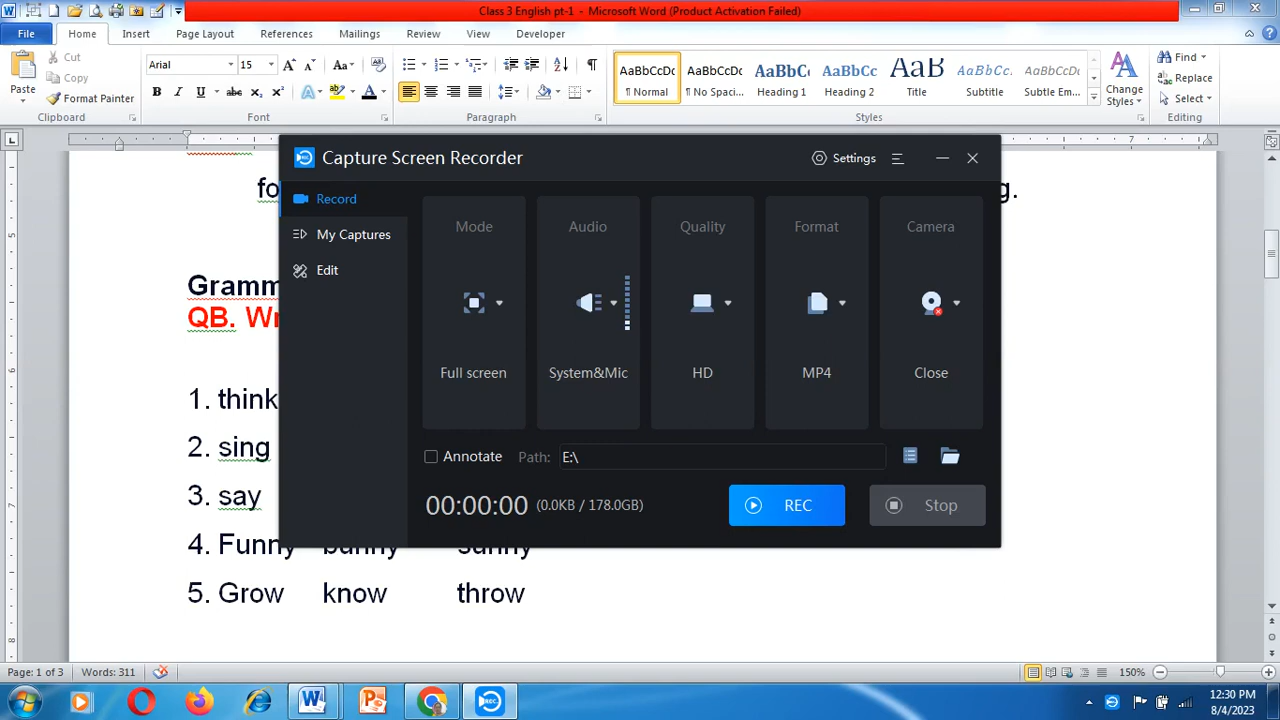 Class 3 English pt-1 - Microsoft Word (Product Activation Failed)
File Home Insert Page Layout References Mailings Review View Developer
Cut
Copy
Format Painter
Paste
Clipboard
Arial 15
Font
Paragraph
AaBbCcDc AaBbCcDc AaBbCc AaBbCc AaB AaBbCcL AaBbCcDc
¶ Normal ¶ No Spaci... Heading 1 Heading 2 Title Subtitle Subtle Em...
Change Styles
Styles
Find
Replace
Select
Editing
Capture Screen Recorder
Settings
Record
My Captures
Edit
Mode Audio Quality Format Camera
Full screen System&Mic HD MP4 Close
Annotate Path: E:\
00:00:00 (0.0KB / 178.0GB) REC Stop
fo
g.
Gramm
QB. Wr
1. think
2. sing
3. say
4. Funny bunny sunny
5. Grow know throw
Page: 1 of 3 Words: 311 150%
12:30 PM
8/4/2023